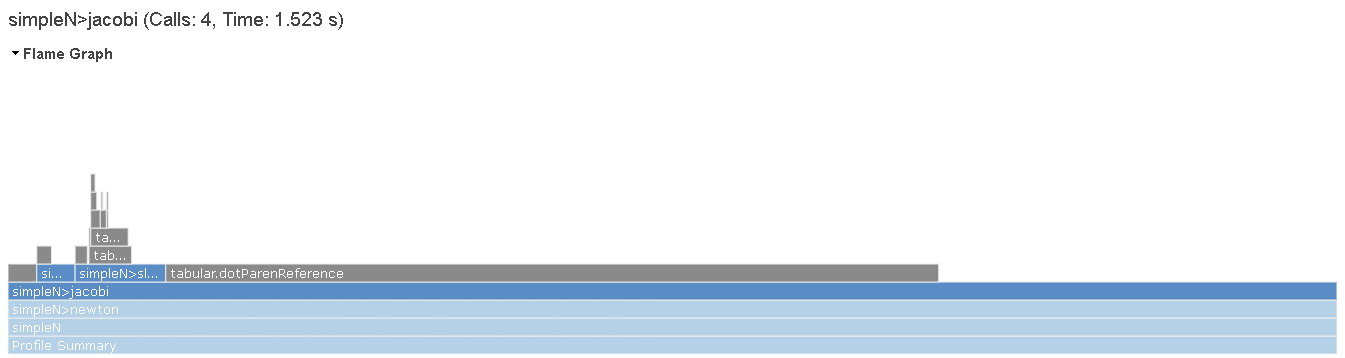 simpleN>jacobi (Calls: 4, Time: 1.523 s)
Flame Graph
ta...
tab...
si...
simpleN>sl...
tabular.dotParenReference
simpleN>jacobi
simpleN>newton
simpleN
Profile Summary